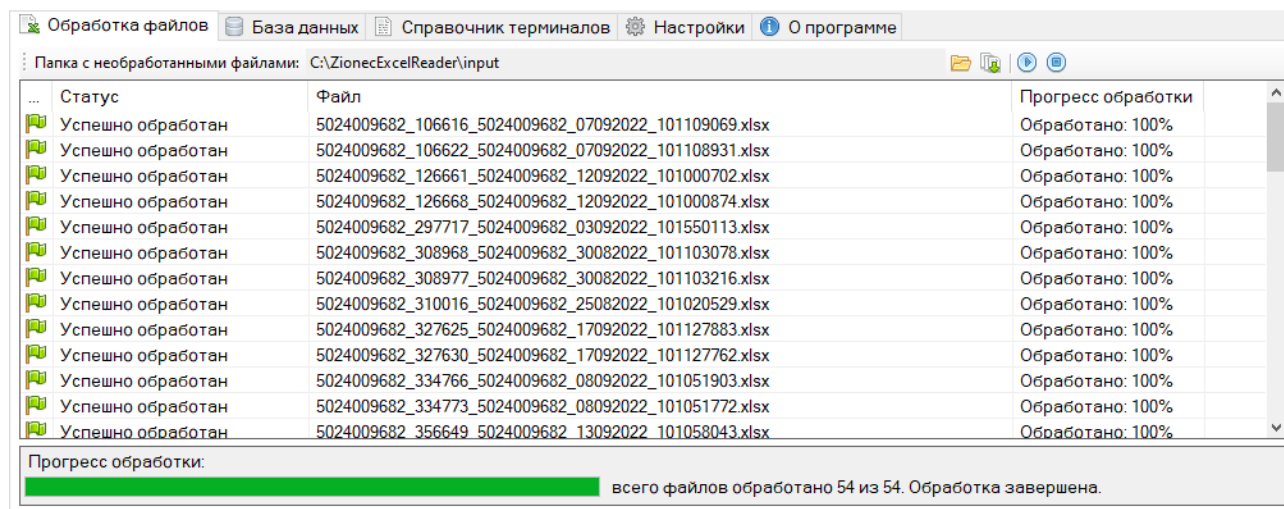 Обработка файлов База данных Справочник терминалов Настройки О программе
Папка с необработанными файлами: C:\ZionecExcelReader\input
... Статус Файл Прогресс обработки
Успешно обработан 5024009682_106616_5024009682_07092022_101109069.xlsx Обработано: 100%
Успешно обработан 5024009682_106622_5024009682_07092022_101108931.xlsx Обработано: 100%
Успешно обработан 5024009682_126661_5024009682_12092022_101000702.xlsx Обработано: 100%
Успешно обработан 5024009682_126668_5024009682_12092022_101000874.xlsx Обработано: 100%
Успешно обработан 5024009682_297717_5024009682_03092022_101550113.xlsx Обработано: 100%
Успешно обработан 5024009682_308968_5024009682_30082022_101103078.xlsx Обработано: 100%
Успешно обработан 5024009682_308977_5024009682_30082022_101103216.xlsx Обработано: 100%
Успешно обработан 5024009682_310016_5024009682_25082022_101020529.xlsx Обработано: 100%
Успешно обработан 5024009682_327625_5024009682_17092022_101127883.xlsx Обработано: 100%
Успешно обработан 5024009682_327630_5024009682_17092022_101127762.xlsx Обработано: 100%
Успешно обработан 5024009682_334766_5024009682_08092022_101051903.xlsx Обработано: 100%
Успешно обработан 5024009682_334773_5024009682_08092022_101051772.xlsx Обработано: 100%
Успешно обработан 5024009682_356649_5024009682_13092022_101058043.xlsx Обработано: 100%
Прогресс обработки:
всего файлов обработано 54 из 54. Обработка завершена.